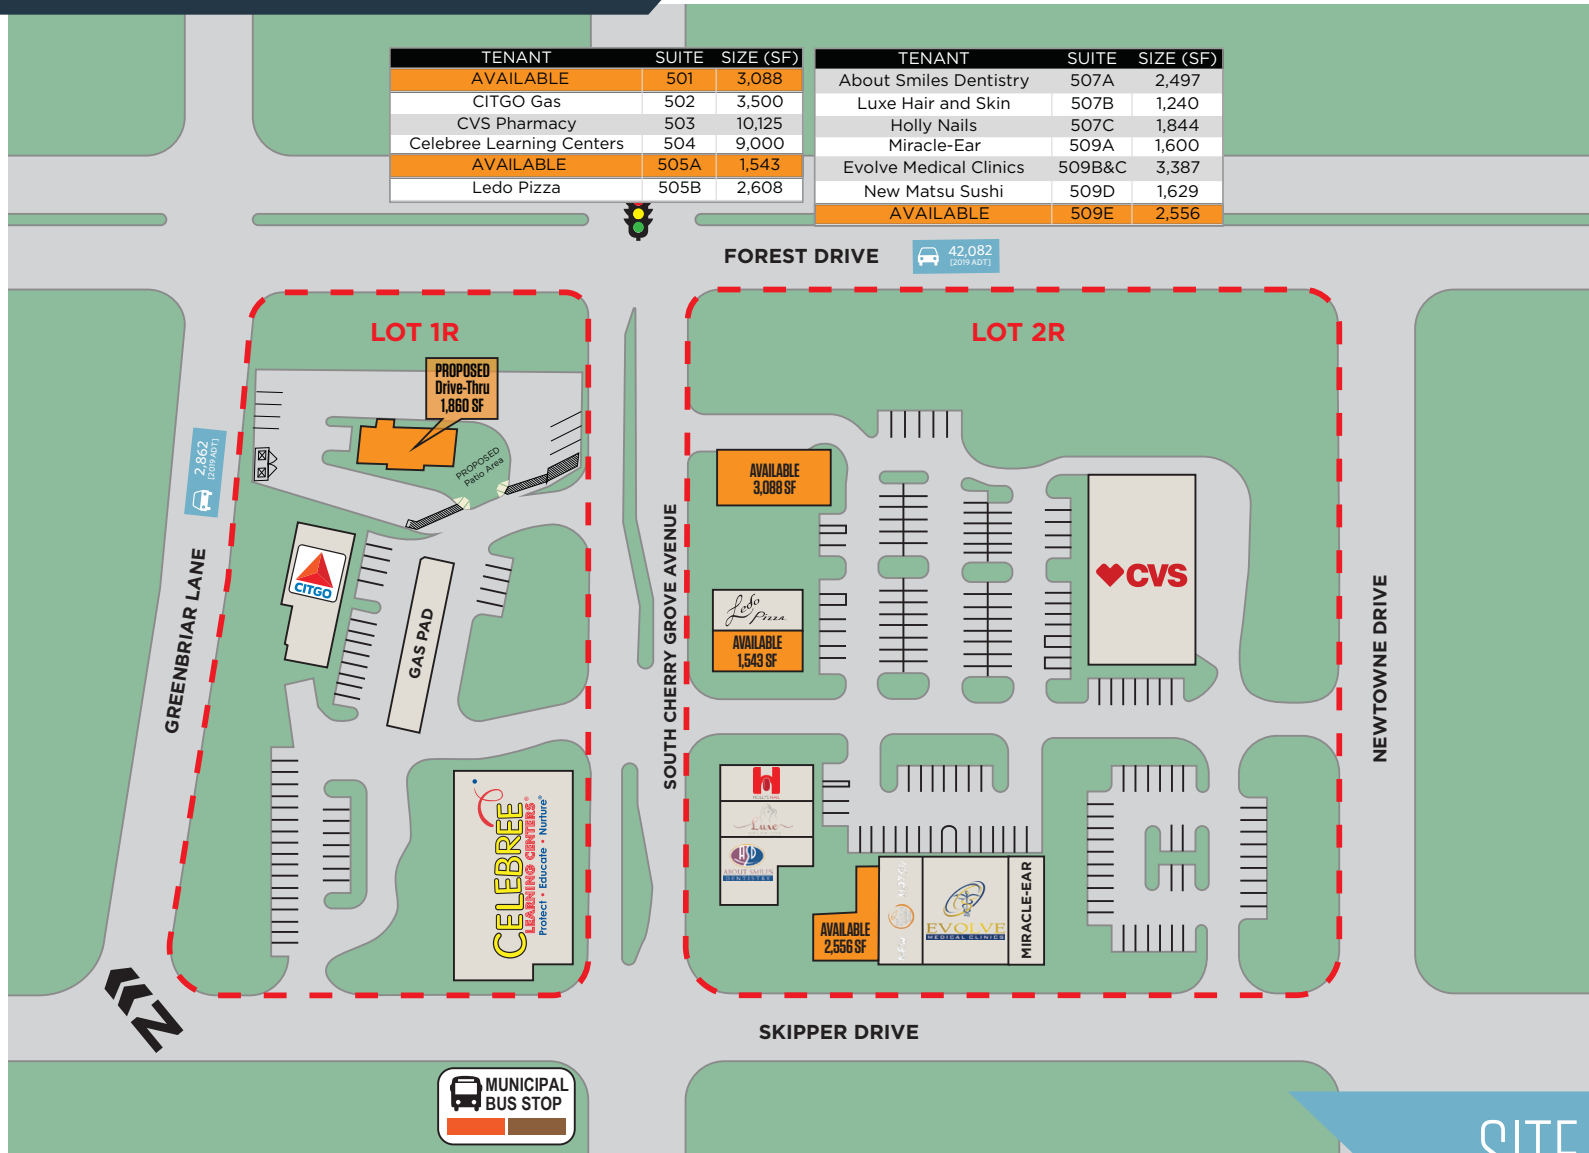 TENANT SUITE SIZE (SF)
AVAILABLE 501 3,088
CITGO Gas 502 3,500
CVS Pharmacy 503 10,125
Celebree Learning Centers 504 9,000
AVAILABLE 505A 1,543
Ledo Pizza 505B 2,608
TENANT SUITE SIZE (SF)
About Smiles Dentistry 507A 2,497
Luxe Hair and Skin 507B 1,240
Holly Nails 507C 1,844
Miracle-Ear 509A 1,600
Evolve Medical Clinics 509B&C 3,387
New Matsu Sushi 509D 1,629
AVAILABLE 509E 2,556
FOREST DRIVE
42,082
[2019 ADT]
LOT 1R
LOT 2R
PROPOSED
Drive-Thru
1,860 SF
PROPOSED
Patio Area
2,862
[2019 ADT]
GREENBRIAR LANE
CITGO
GAS PAD
SOUTH CHERRY GROVE AVENUE
AVAILABLE
3,088 SF
Ledo
Pizza
AVAILABLE
1,543 SF
CVS
NEWTOWNE DRIVE
CELEBREE
LEARNING CENTERS®
Protect • Educate • Nurture®
H
Luxe
ASD
ABOUT SMILES
DENTISTRY
AVAILABLE
2,556 SF
EVOLVE
MEDICAL CLINICS
MIRACLE-EAR
N
SKIPPER DRIVE
MUNICIPAL
BUS STOP
SITE